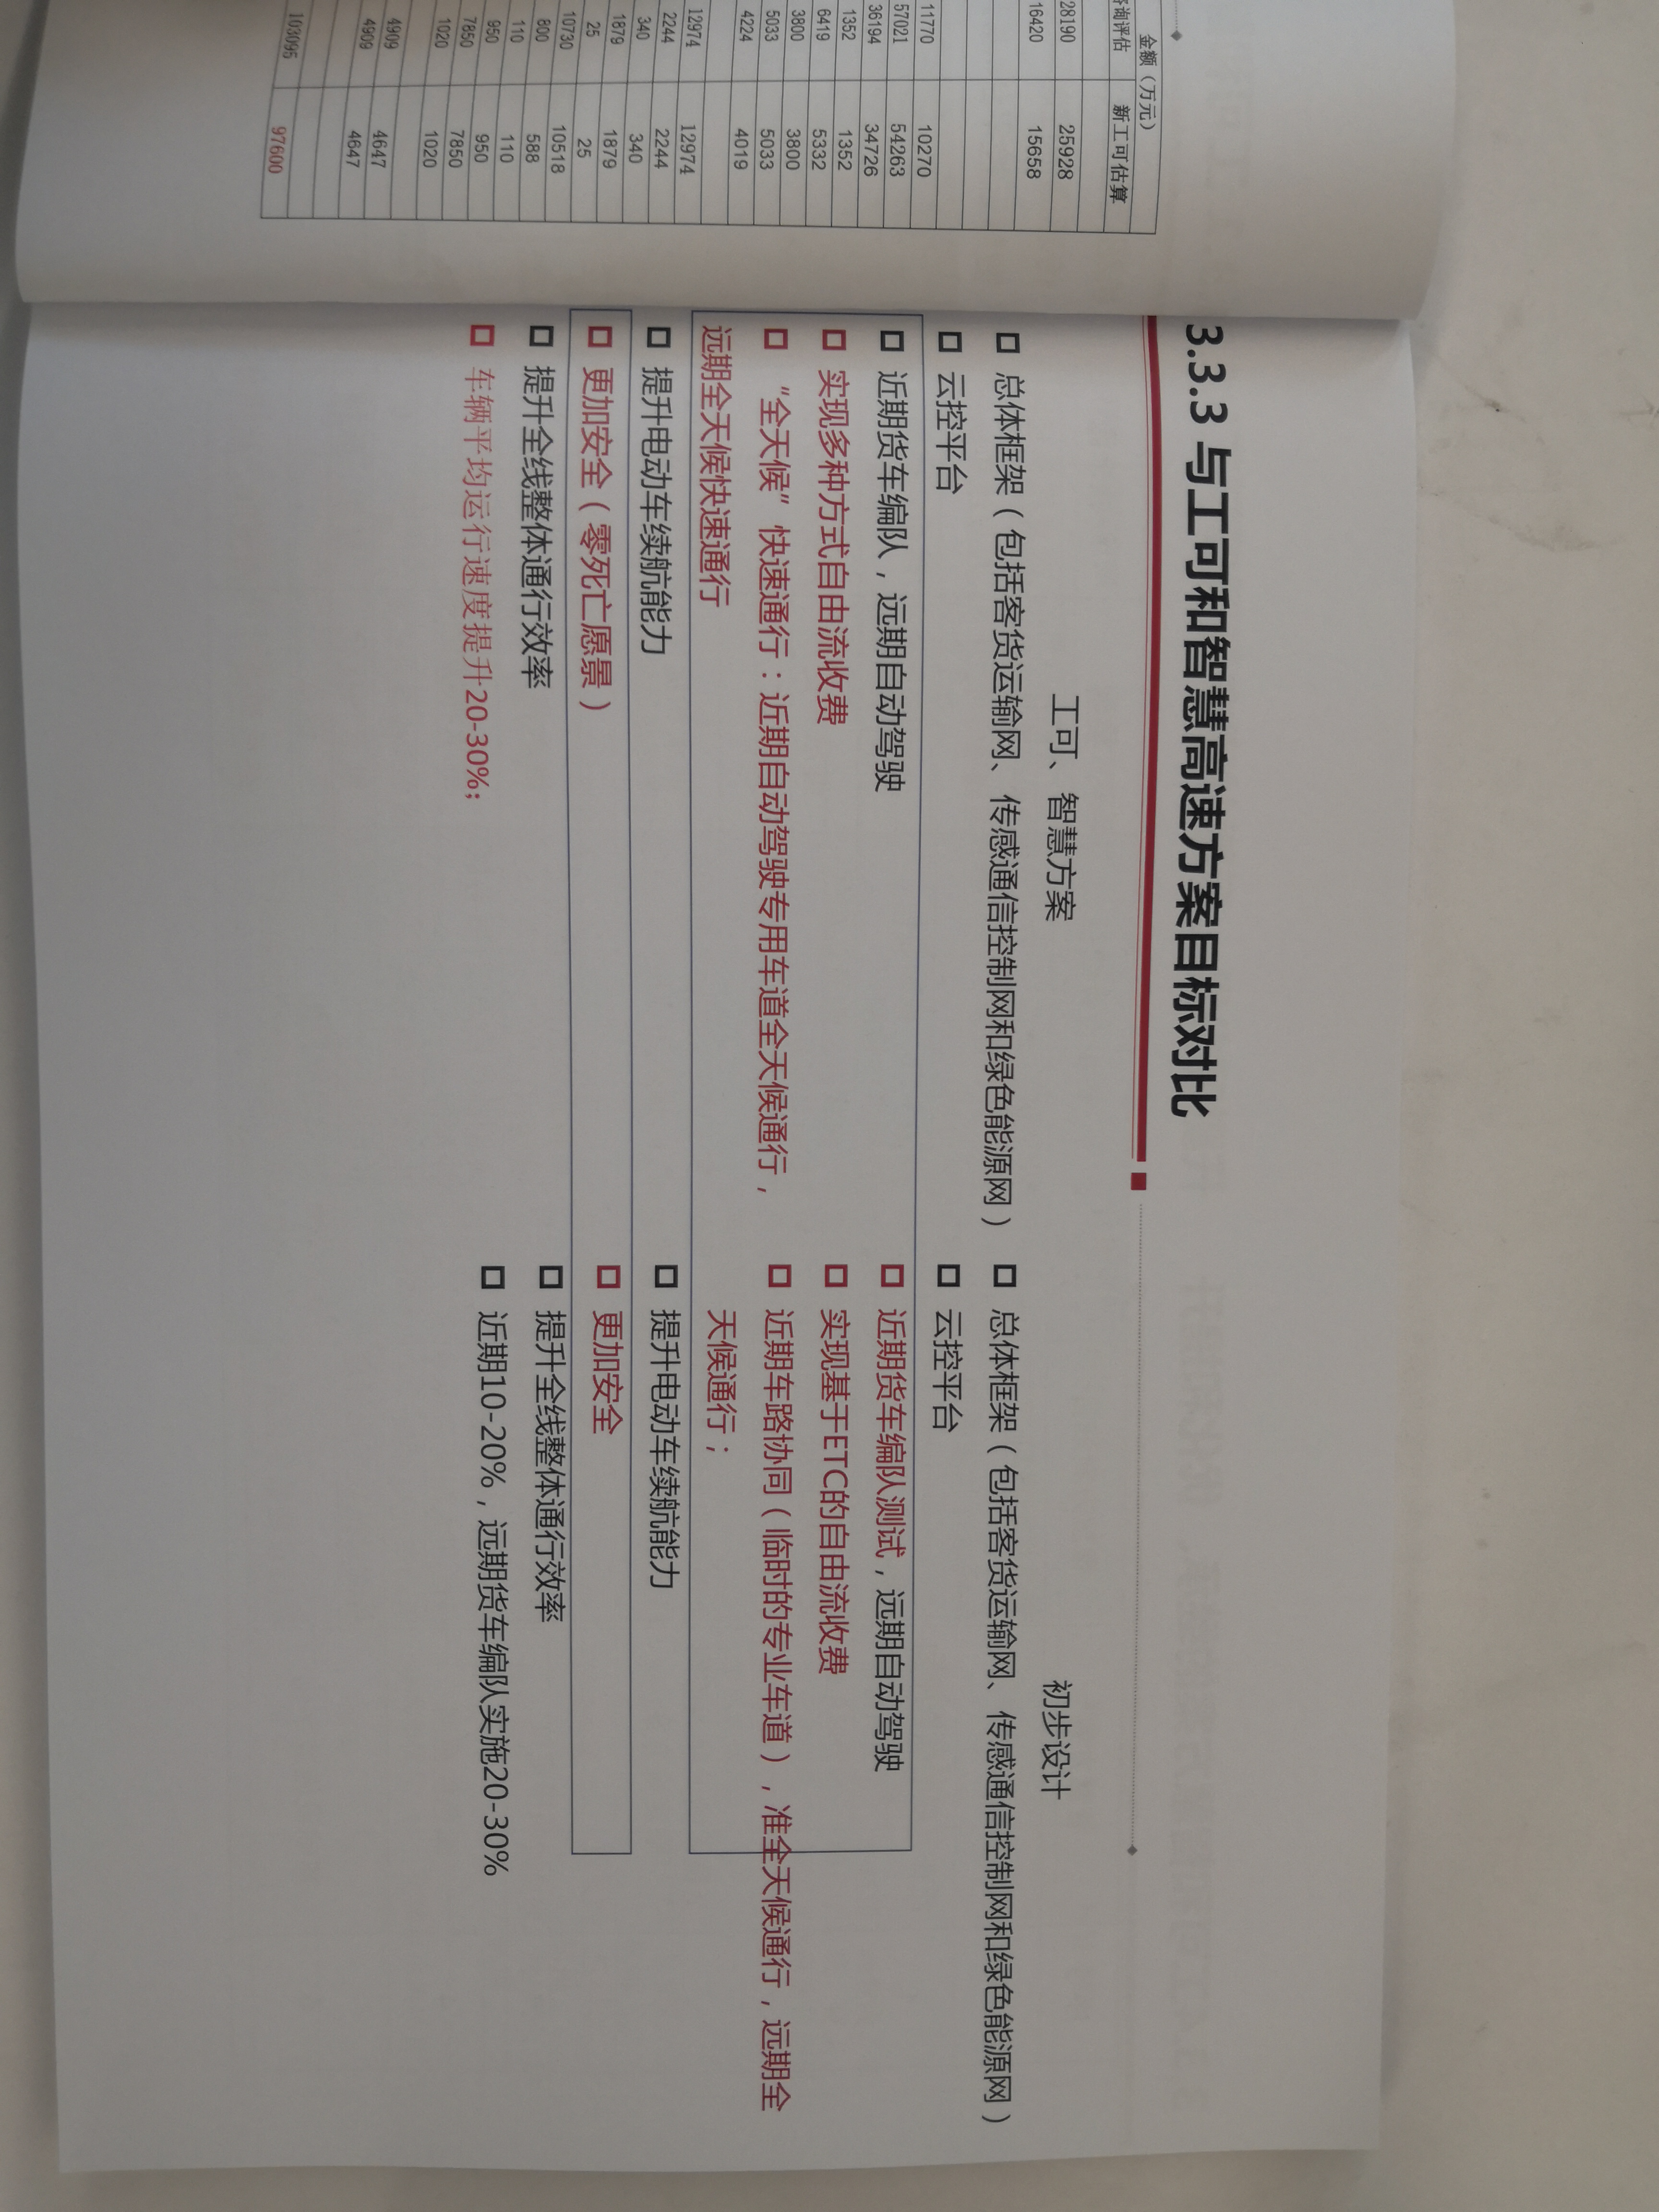 金额（万元）
咨询评估 新工可估算
28190 25928
16420 15658
11770 10270
57021 54263
36194 34726
1352 1352
6419 5332
3800 3800
5033 5033
4224 4019
12974 12974
2244 2244
340 340
1879 1879
25 25
10730 10518
800 588
110 110
950 950
7850 7850
1020 1020
4909 4647
4909 4647
103095 97600
3.3.3 与工可和智慧高速方案目标对比
工可、智慧方案
总体框架（包括客货运输网、传感通信控制网和绿色能源网）
云控平台
近期货车编队，远期自动驾驶
实现多种方式自由流收费
“全天候”快速通行：近期自动驾驶专用车道全天候通行，
远期全天候快速通行
提升电动车续航能力
更加安全（零死亡愿景）
提升全线整体通行效率
车辆平均运行速度提升20-30%；
初步设计
总体框架（包括客货运输网、传感通信控制网和绿色能源网）
云控平台
近期货车编队测试，远期自动驾驶
实现基于ETC的自由流收费
近期车路协同（临时的专业车道），准全天候通行，远期全
天候通行；
提升电动车续航能力
更加安全
提升全线整体通行效率
近期10-20%，远期货车编队实施20-30%